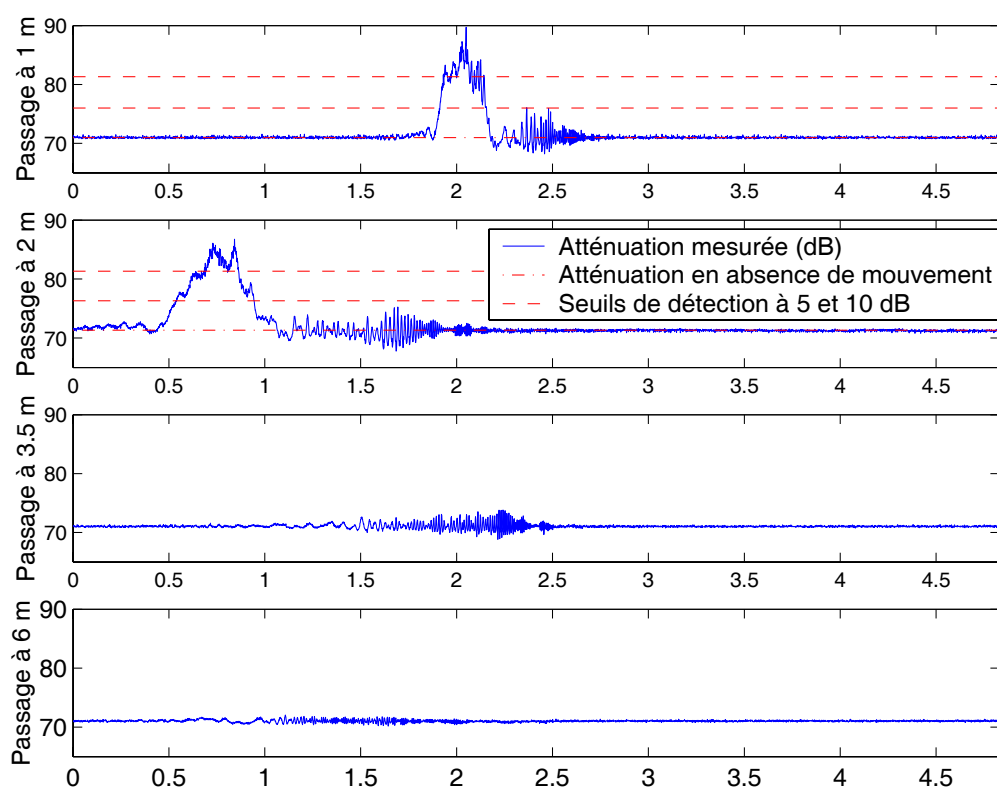 Passage à 1 m
90
80
70
0 0.5 1 1.5 2 2.5 3 3.5 4 4.5
Passage à 2 m
90
80
70
Atténuation mesurée (dB)
Atténuation en absence de mouvement
Seuils de détection à 5 et 10 dB
0 0.5 1 1.5 2 2.5 3 3.5 4 4.5
Passage à 3.5 m
90
80
70
0 0.5 1 1.5 2 2.5 3 3.5 4 4.5
Passage à 6 m
90
80
70
0 0.5 1 1.5 2 2.5 3 3.5 4 4.5